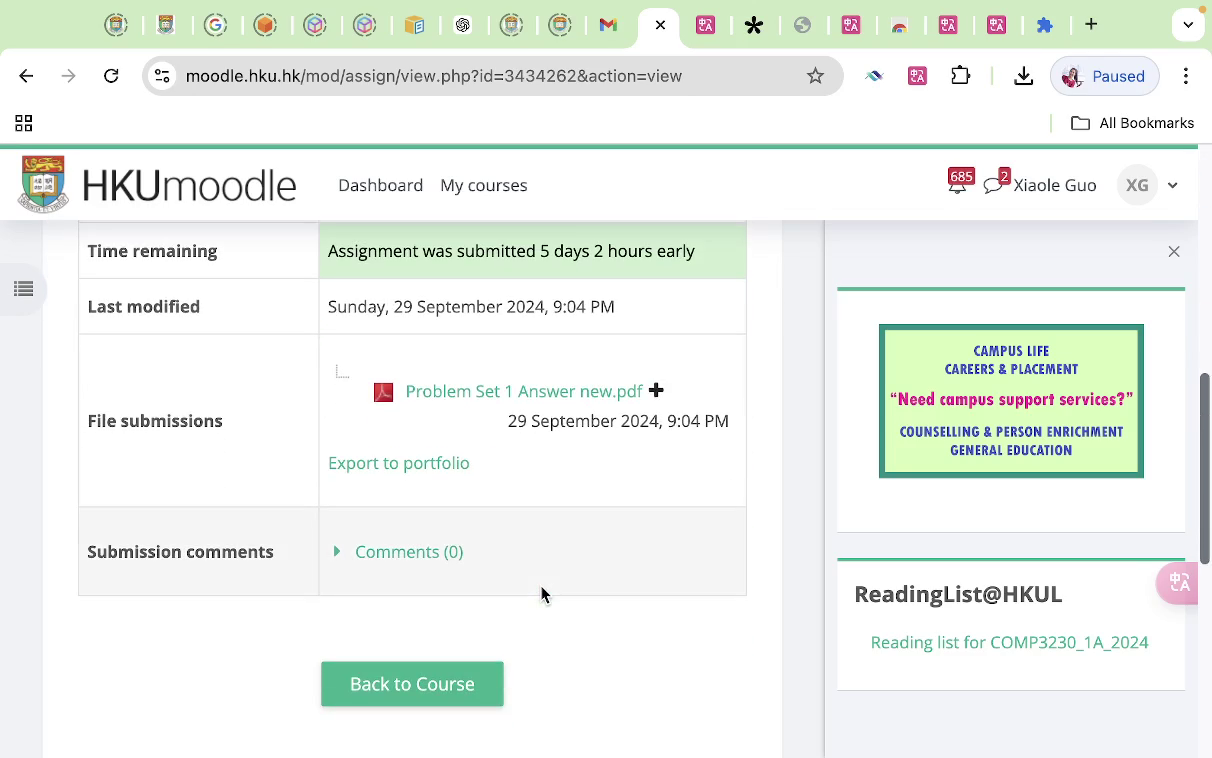 moodle.hku.hk/mod/assign/view.php?id=3434262&action=view
Paused
All Bookmarks
HKUmoodle
Dashboard
My courses
685
2
Xiaole Guo
XG
Time remaining
Assignment was submitted 5 days 2 hours early
Last modified
Sunday, 29 September 2024, 9:04 PM
File submissions
Problem Set 1 Answer new.pdf
29 September 2024, 9:04 PM
Export to portfolio
Submission comments
Comments (0)
Back to Course
CAMPUS LIFE
CAREERS & PLACEMENT
“Need campus support services?”
COUNSELLING & PERSON ENRICHMENT
GENERAL EDUCATION
ReadingList@HKUL
Reading list for COMP3230_1A_2024